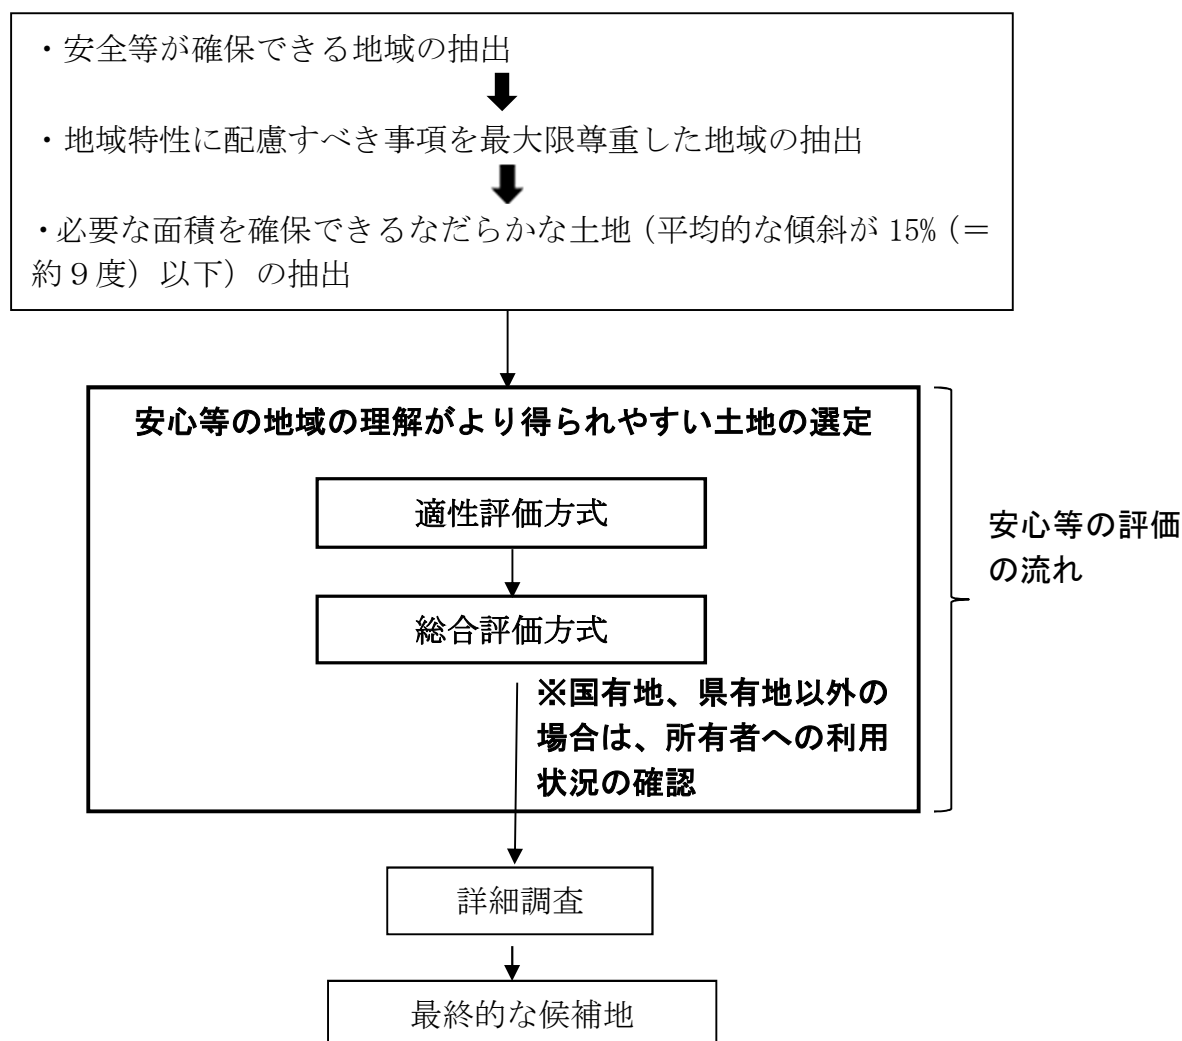 ・安全等が確保できる地域の抽出
・地域特性に配慮すべき事項を最大限尊重した地域の抽出
・必要な面積を確保できるなだらかな土地（平均的な傾斜が 15%（＝
約９度）以下）の抽出
安心等の地域の理解がより得られやすい土地の選定
適性評価方式
総合評価方式
※国有地、県有地以外の
場合は、所有者への利用
状況の確認
安心等の評価
の流れ
詳細調査
最終的な候補地